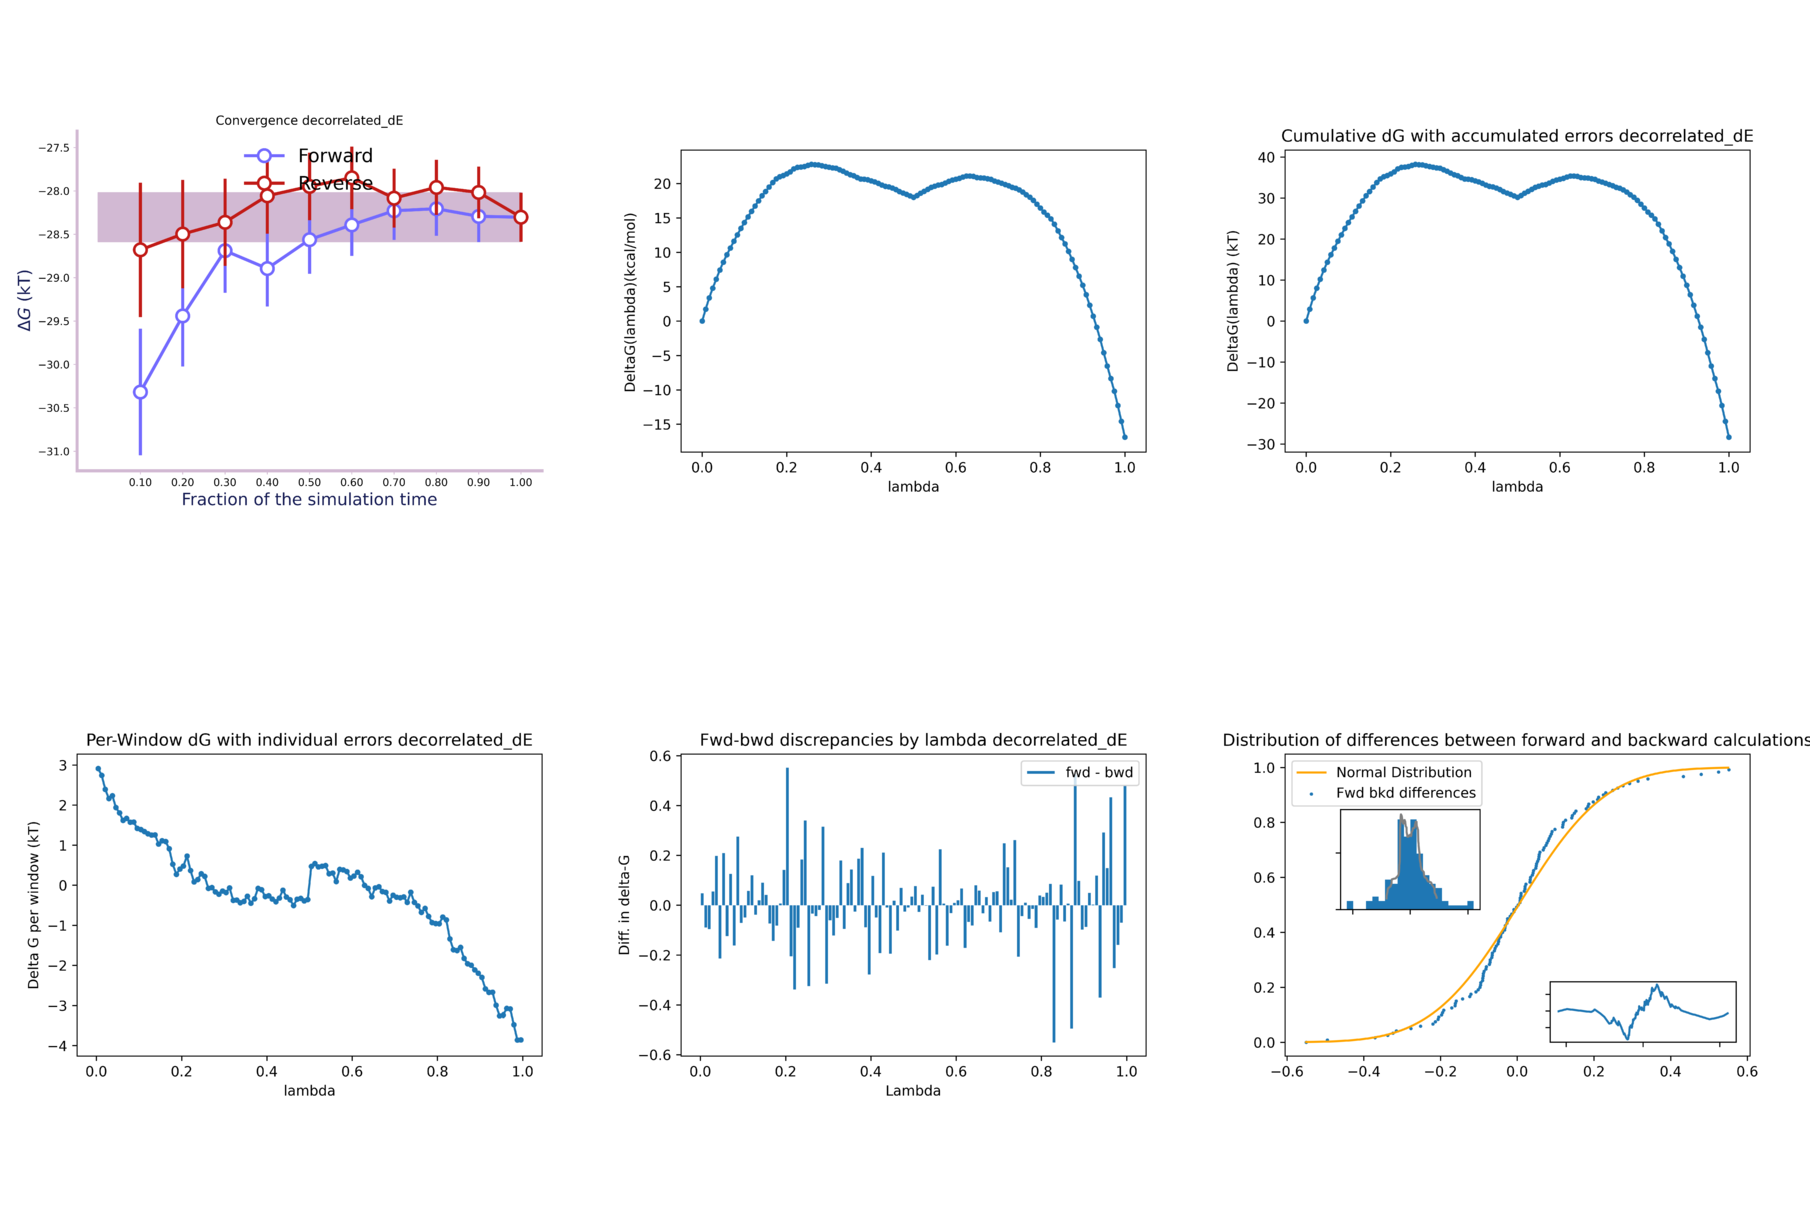 Convergence decorrelated_dE
Forward
Reverse
−27.5
−28.0
−28.5
−29.0
−29.5
−30.0
−30.5
−31.0
ΔG (kT)
0.10 0.20 0.30 0.40 0.50 0.60 0.70 0.80 0.90 1.00
Fraction of the simulation time
20
15
10
5
0
−5
−10
−15
DeltaG(lambda)(kcal/mol)
0.0 0.2 0.4 0.6 0.8 1.0
lambda
Cumulative dG with accumulated errors decorrelated_dE
40
30
20
10
0
−10
−20
−30
DeltaG(lambda) (kT)
0.0 0.2 0.4 0.6 0.8 1.0
lambda
Per-Window dG with individual errors decorrelated_dE
3
2
1
0
−1
−2
−3
−4
Delta G per window (kT)
0.0 0.2 0.4 0.6 0.8 1.0
lambda
Fwd-bwd discrepancies by lambda decorrelated_dE
fwd - bwd
0.6
0.4
0.2
0.0
−0.2
−0.4
−0.6
Diff. in delta-G
0.0 0.2 0.4 0.6 0.8 1.0
Lambda
Distribution of differences between forward and backward calculations
Normal Distribution
Fwd bkd differences
1.0
0.8
0.6
0.4
0.2
0.0
−0.6 −0.4 −0.2 0.0 0.2 0.4 0.6